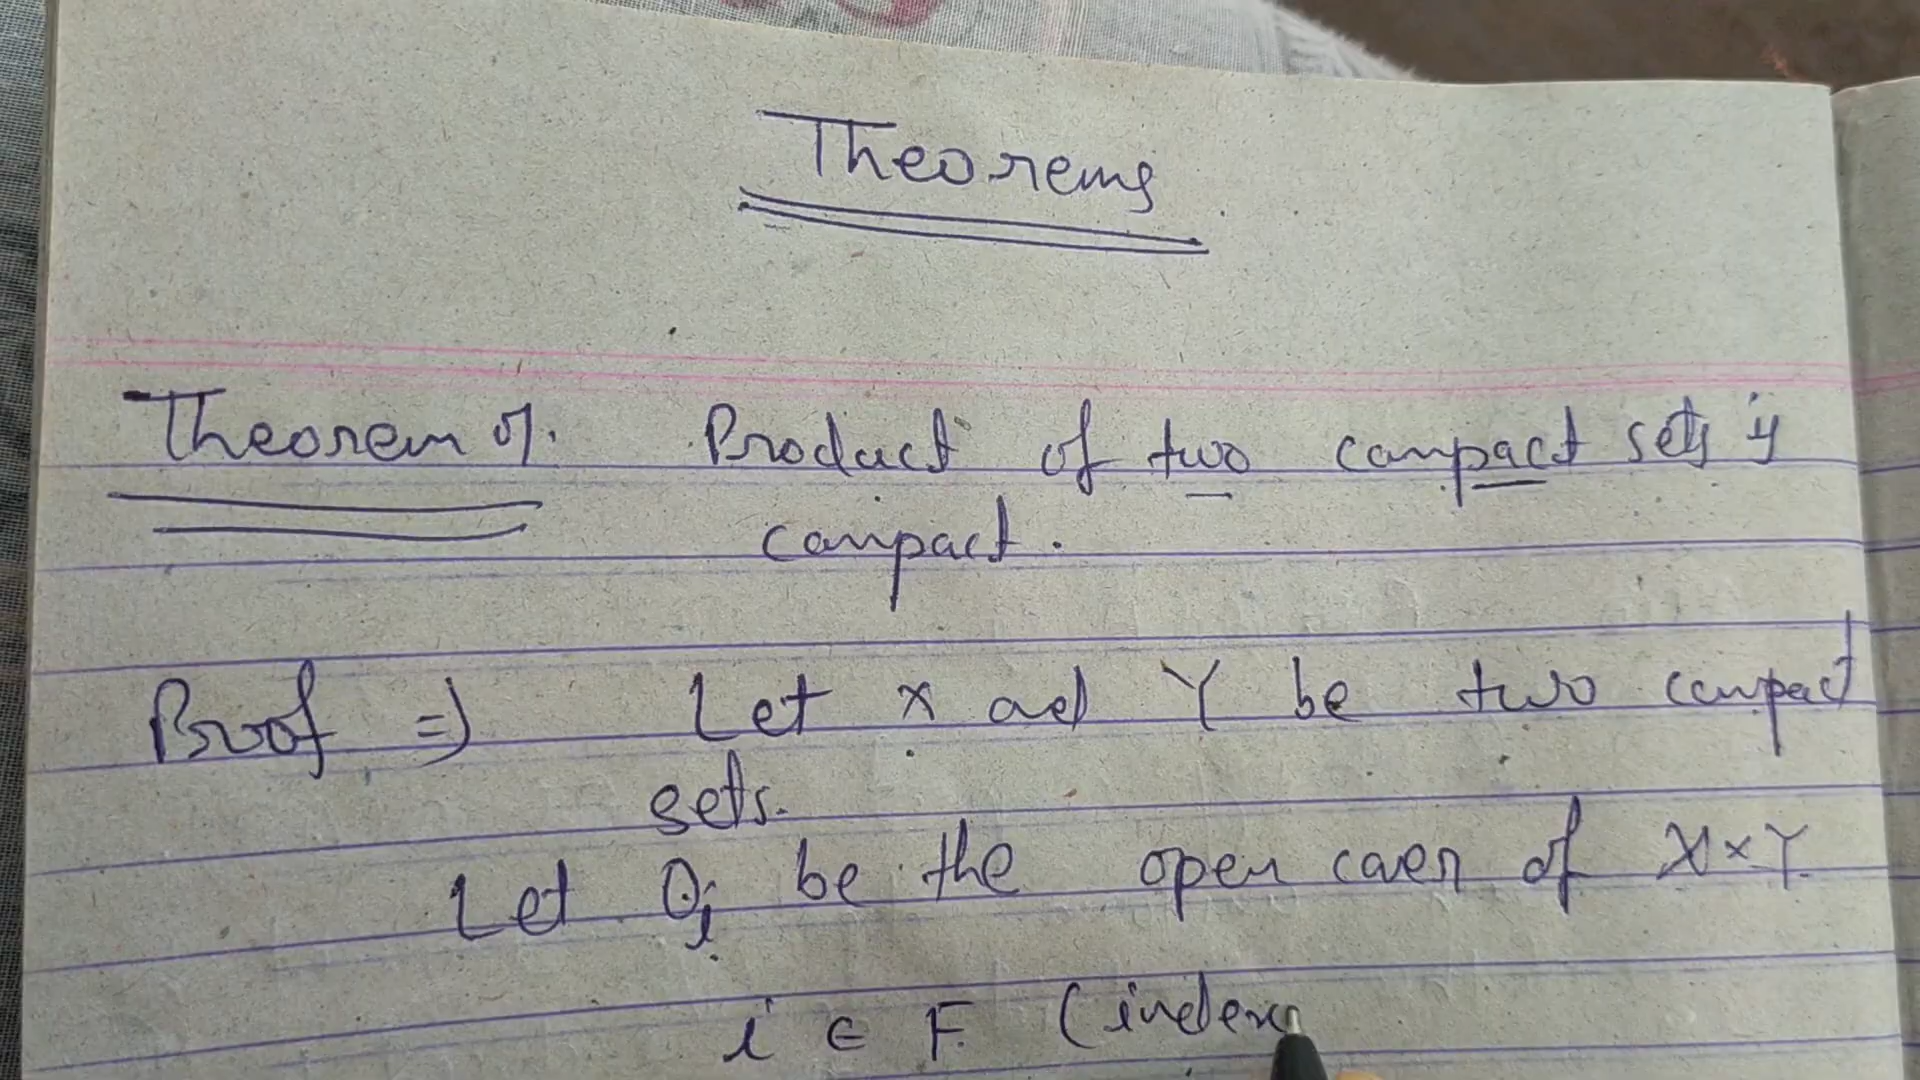 Theorems
Theorem 01. Product of two compact sets is
compact.
Proof => Let X and Y be two compact
sets.
Let Oi be the open cover of X×Y.
i ∈ F. (index